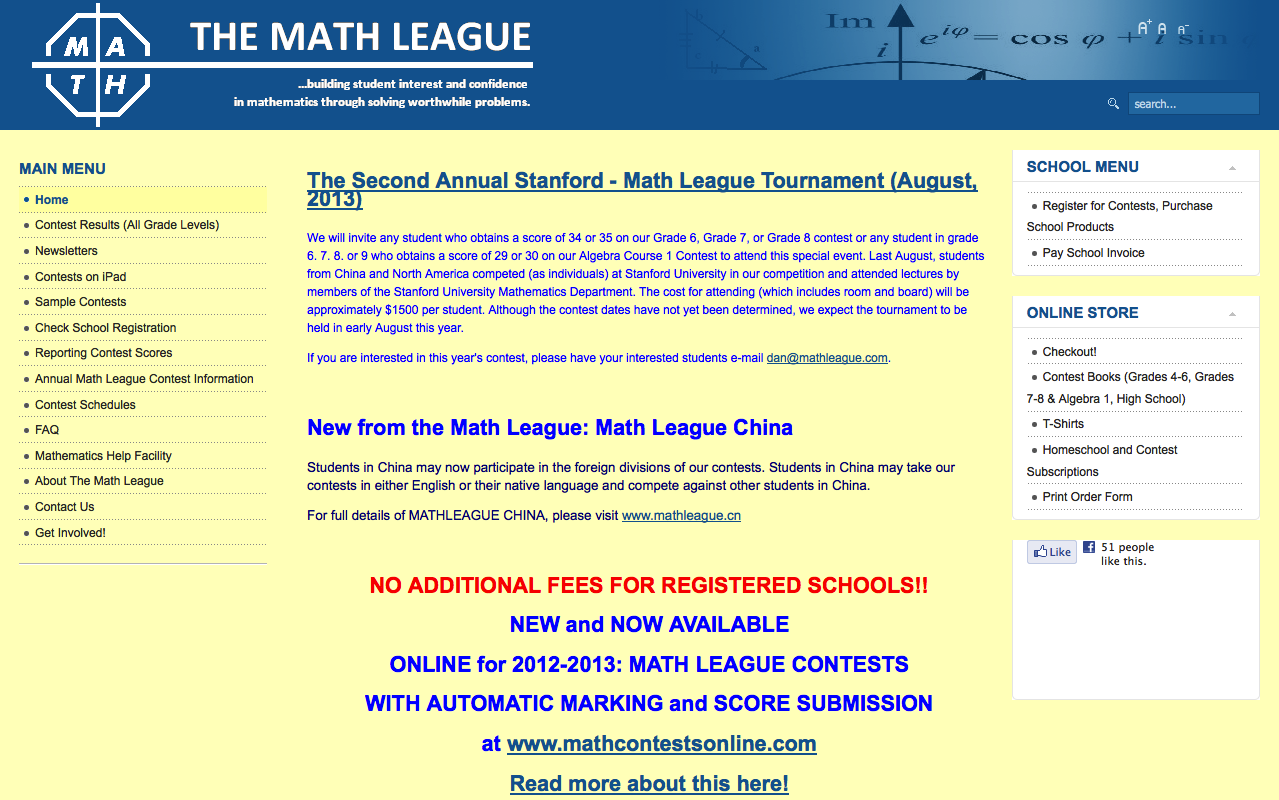 M A
T H
THE MATH LEAGUE
...building student interest and confidence
in mathematics through solving worthwhile problems.
Im
i
e^{iφ} = cos φ + i sin
A+ A A-
search...
MAIN MENU
Home
Contest Results (All Grade Levels)
Newsletters
Contests on iPad
Sample Contests
Check School Registration
Reporting Contest Scores
Annual Math League Contest Information
Contest Schedules
FAQ
Mathematics Help Facility
About The Math League
Contact Us
Get Involved!
The Second Annual Stanford - Math League Tournament (August,
2013)
We will invite any student who obtains a score of 34 or 35 on our Grade 6, Grade 7, or Grade 8 contest or any student in grade
6. 7. 8. or 9 who obtains a score of 29 or 30 on our Algebra Course 1 Contest to attend this special event. Last August, students
from China and North America competed (as individuals) at Stanford University in our competition and attended lectures by
members of the Stanford University Mathematics Department. The cost for attending (which includes room and board) will be
approximately $1500 per student. Although the contest dates have not yet been determined, we expect the tournament to be
held in early August this year.
If you are interested in this year's contest, please have your interested students e-mail dan@mathleague.com.
New from the Math League: Math League China
Students in China may now participate in the foreign divisions of our contests. Students in China may take our
contests in either English or their native language and compete against other students in China.
For full details of MATHLEAGUE CHINA, please visit www.mathleague.cn
NO ADDITIONAL FEES FOR REGISTERED SCHOOLS!!
NEW and NOW AVAILABLE
ONLINE for 2012-2013: MATH LEAGUE CONTESTS
WITH AUTOMATIC MARKING and SCORE SUBMISSION
at www.mathcontestsonline.com
Read more about this here!
SCHOOL MENU
Register for Contests, Purchase
School Products
Pay School Invoice
ONLINE STORE
Checkout!
Contest Books (Grades 4-6, Grades
7-8 & Algebra 1, High School)
T-Shirts
Homeschool and Contest
Subscriptions
Print Order Form
Like
51 people
like this.